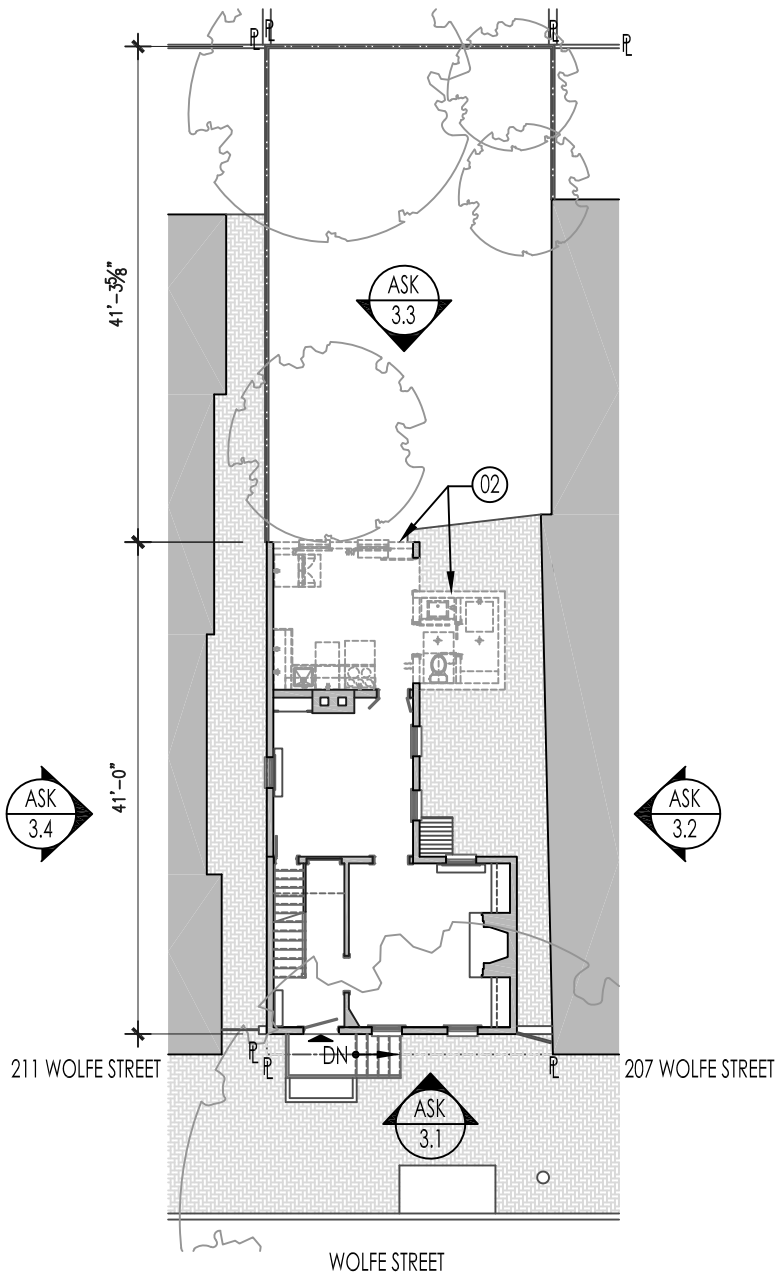 PL
PL
PL
PL
41'-3⅝"
ASK
3.3
02
41'-0"
ASK
3.4
ASK
3.2
DN
PL
PL
PL
211 WOLFE STREET
207 WOLFE STREET
ASK
3.1
WOLFE STREET